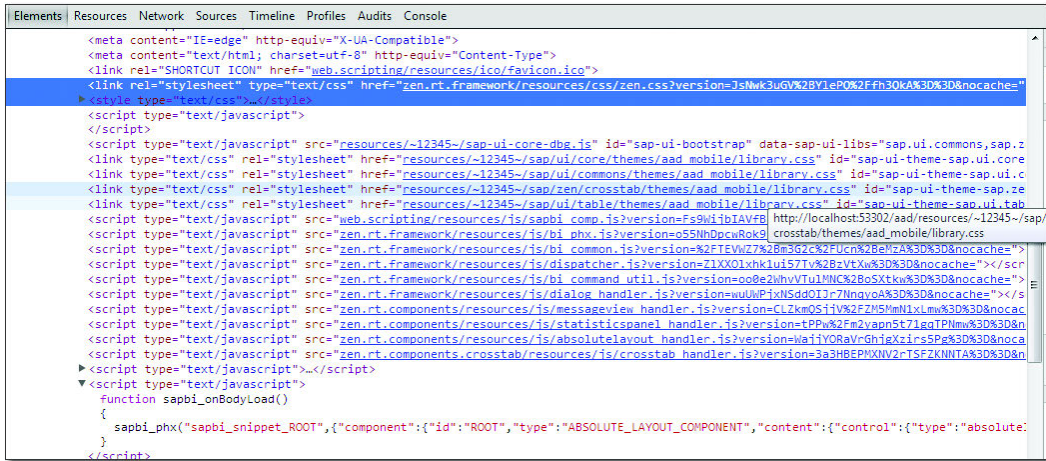 Elements Resources Network Sources Timeline Profiles Audits Console
<meta content="IE=edge" http-equiv="X-UA-Compatible">
<meta content="text/html; charset=utf-8" http-equiv="Content-Type">
<link rel="SHORTCUT ICON" href="web.scripting/resources/ico/favicon.ico">
<link rel="stylesheet" type="text/css" href="zen.rt.framework/resources/css/zen.css?version=JsNwk3uGV%2BYlePO%2Ffh3QkA%3D%3D&nocache="
▶<style type="text/css">…</style>
<script type="text/javascript">
</script>
<script type="text/javascript" src="resources/~12345~/sap-ui-core-dbg.js" id="sap-ui-bootstrap" data-sap-ui-libs="sap.ui.commons,sap.z
<link type="text/css" rel="stylesheet" href="resources/~12345~/sap/ui/core/themes/aad_mobile/library.css" id="sap-ui-theme-sap.ui.core
<link type="text/css" rel="stylesheet" href="resources/~12345~/sap/ui/commons/themes/aad_mobile/library.css" id="sap-ui-theme-sap.ui.c
<link type="text/css" rel="stylesheet" href="resources/~12345~/sap/zen/crosstab/themes/aad_mobile/library.css" id="sap-ui-theme-sap.ze
<link type="text/css" rel="stylesheet" href="resources/~12345~/sap/ui/table/themes/aad_mobile/library.css" id="sap-ui-theme-sap.ui.tab
<script type="text/javascript" src="web.scripting/resources/js/sapbi_comp.js?version=Fs9WijbIAVfB
http://localhost:53302/aad/resources/~12345~/sap/
crosstab/themes/aad_mobile/library.css
<script type="text/javascript" src="zen.rt.framework/resources/js/bi_phx.js?version=o55NhDpcwRok9
<script type="text/javascript" src="zen.rt.framework/resources/js/bi_common.js?version=%2FTEVWZ7%2Bm3G2c%2FUcn%2BeMzA%3D%3D&nocache=">
<script type="text/javascript" src="zen.rt.framework/resources/js/dispatcher.js?version=ZlXXOlxhk1ui57Tv%2BzVtXw%3D%3D&nocache="></scr
<script type="text/javascript" src="zen.rt.framework/resources/js/bi_command_util.js?version=oo0e2WhvVTulMNC%2BoSXtkw%3D%3D&nocache=">
<script type="text/javascript" src="zen.rt.framework/resources/js/dialog_handler.js?version=wuUWPjxNSddOIJr7NnqyoA%3D%3D&nocache="></s
<script type="text/javascript" src="zen.rt.components/resources/js/messageview_handler.js?version=CLZkmQSjjV%2FZM5MmN1xLmw%3D%3D&nocac
<script type="text/javascript" src="zen.rt.components/resources/js/statisticspanel_handler.js?version=tPPw%2Fm2vapn5t71gqTPNmw%3D%3D&n
<script type="text/javascript" src="zen.rt.components/resources/js/absolutelayout_handler.js?version=WajjYORaVrGhjgXzirs5Pg%3D%3D&noca
<script type="text/javascript" src="zen.rt.components.crosstab/resources/js/crosstab_handler.js?version=3a3HBEPMXNV2rTSFZKNNTA%3D%3D&n
▶<script type="text/javascript">…</script>
▼<script type="text/javascript">
function sapbi_onBodyLoad()
{
sapbi_phx("sapbi_snippet_ROOT",{"component":{"id":"ROOT","type":"ABSOLUTE_LAYOUT_COMPONENT","content":{"control":{"type":"absolutel
}
</script>